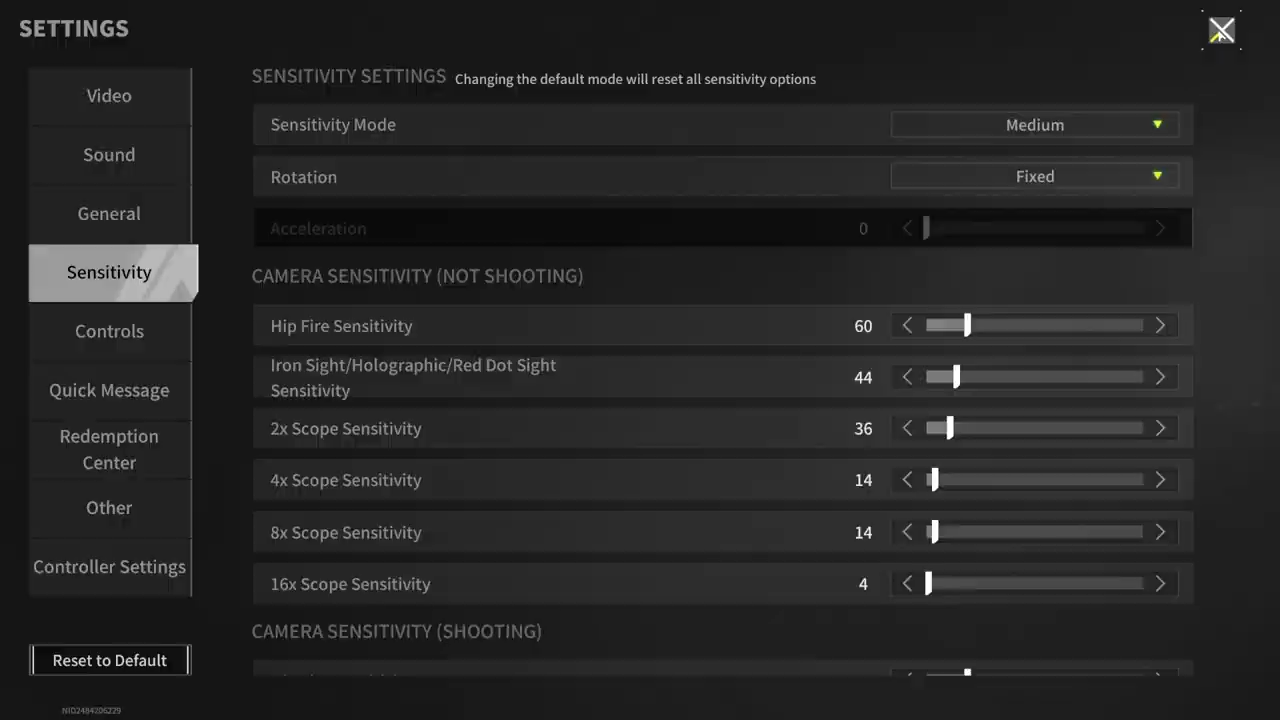 SETTINGS
Video
Sound
General
Sensitivity
Controls
Quick Message
Redemption
Center
Other
Controller Settings
Reset to Default
NID2484206229
SENSITIVITY SETTINGS Changing the default mode will reset all sensitivity options
Sensitivity Mode Medium
Rotation Fixed
Acceleration 0
CAMERA SENSITIVITY (NOT SHOOTING)
Hip Fire Sensitivity 60
Iron Sight/Holographic/Red Dot Sight
Sensitivity 44
2x Scope Sensitivity 36
4x Scope Sensitivity 14
8x Scope Sensitivity 14
16x Scope Sensitivity 4
CAMERA SENSITIVITY (SHOOTING)